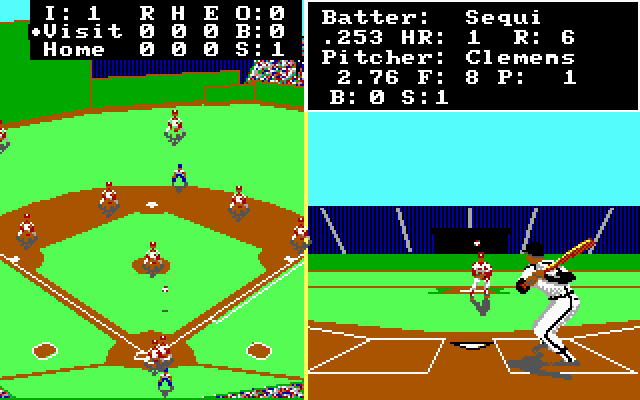 I: 1 R H E O:0
•Visit 0 0 0 B:0
Home 0 0 0 S:1
Batter: Sequi
.253 HR: 1 R: 6
Pitcher: Clemens
2.76 F: 8 P: 1
B: 0 S:1